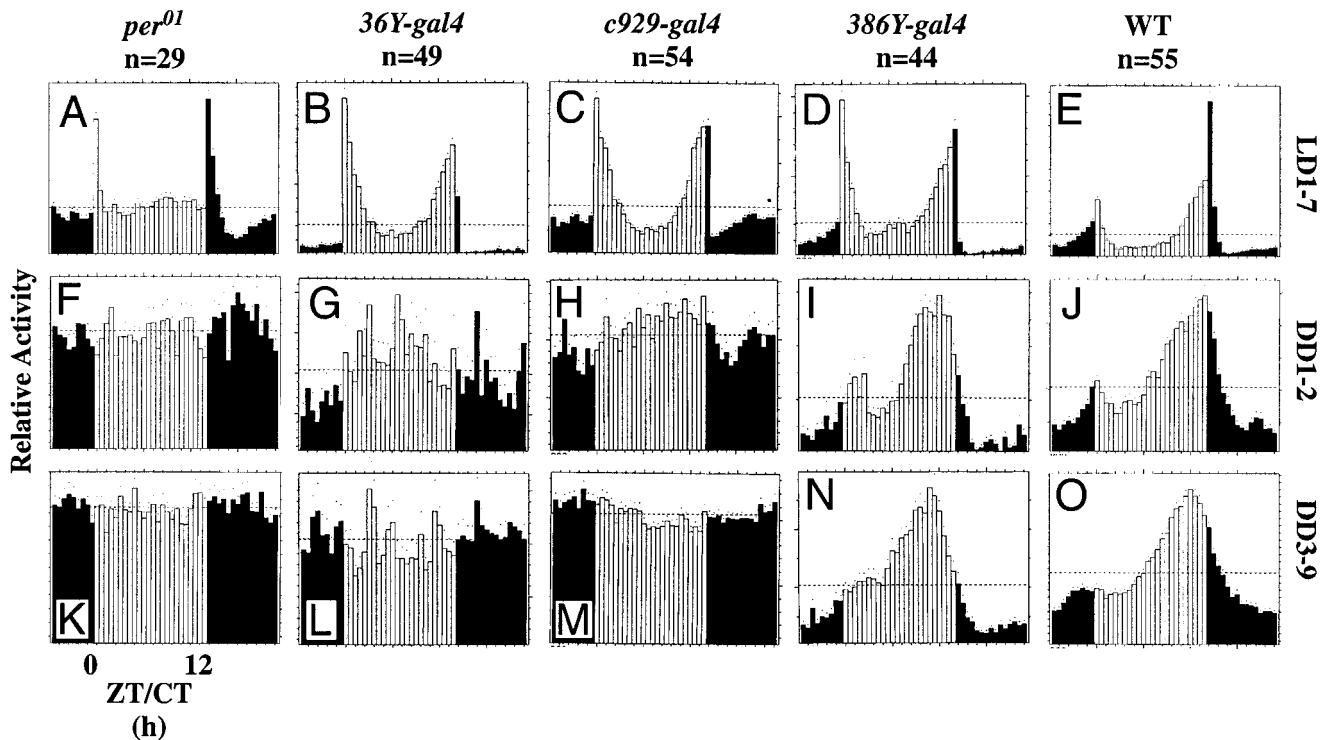 per01 36Y-gal4 c929-gal4 386Y-gal4 WT
n=29 n=49 n=54 n=44 n=55
A B C D E
LD1-7
F G H I J
DD1-2
K L M N O
DD3-9
Relative Activity
0 12
ZT/CT
(h)